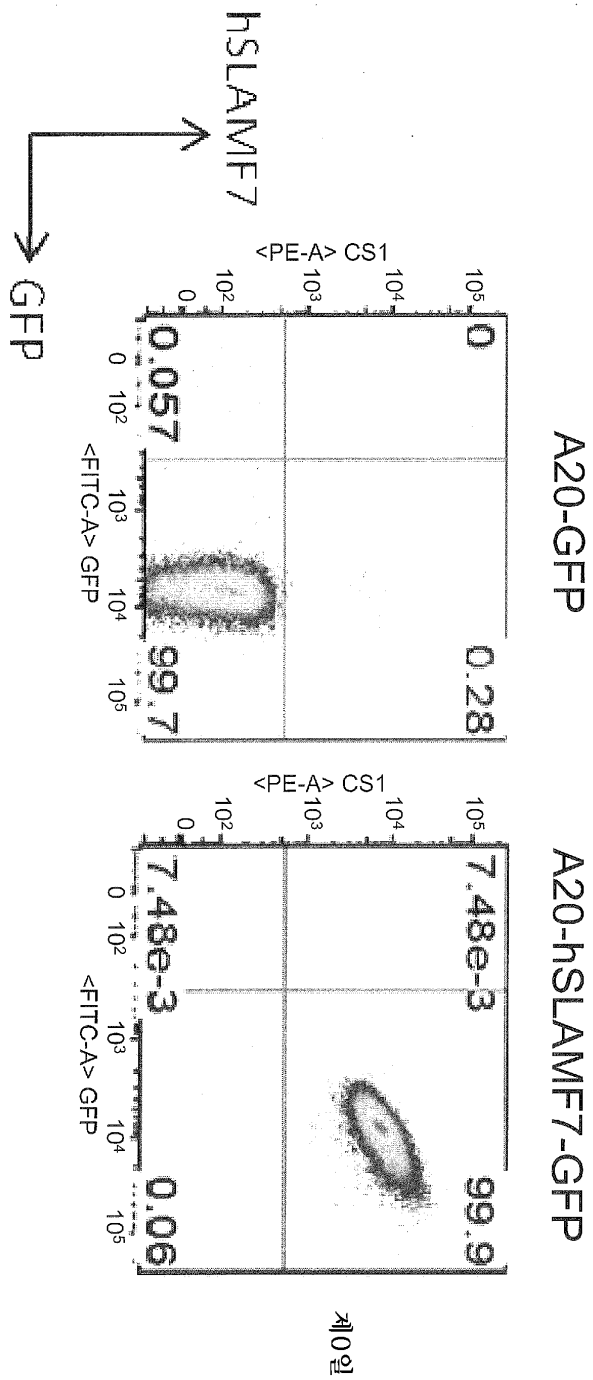 A20-GFP
A20-hSLAMF7-GFP
hSLAMF7
GFP
<PE-A> CS1
10⁵
10⁴
10³
10²
0
0
0.28
0.057
99.7
0
10²
10³
10⁴
10⁵
<FITC-A> GFP
<PE-A> CS1
10⁵
10⁴
10³
10²
0
7.48e-3
99.9
7.48e-3
0.06
0
10²
10³
10⁴
10⁵
<FITC-A> GFP
제0일